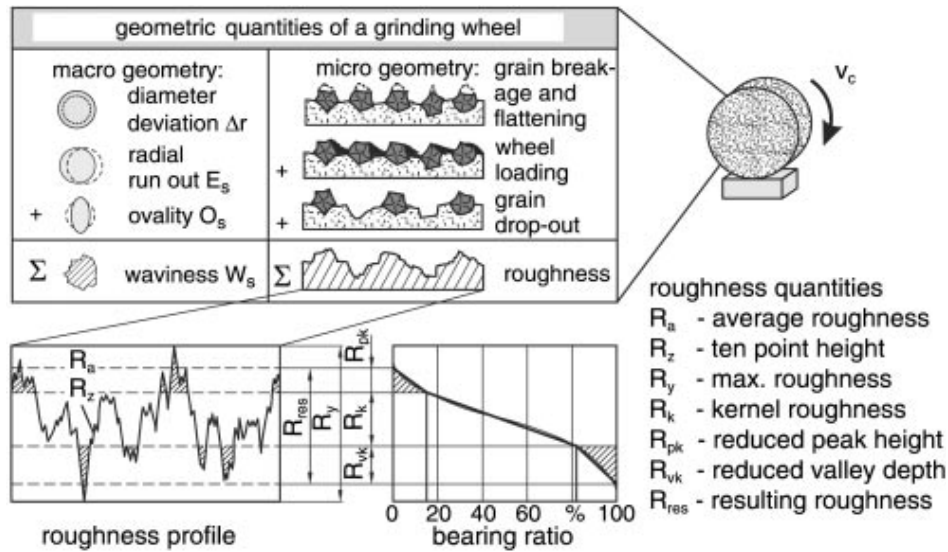 geometric quantities of a grinding wheel
macro geometry:
diameter
deviation Δr
radial
run out Es
+ ovality Os
Σ waviness Ws
micro geometry: grain break-
age and
flattening
+ wheel
loading
+ grain
drop-out
Σ roughness
vc
roughness quantities
Ra - average roughness
Rz - ten point height
Ry - max. roughness
Rk - kernel roughness
Rpk - reduced peak height
Rvk - reduced valley depth
Rres - resulting roughness
Ra
Rz
Rres
Ry
Rpk
Rk
Rvk
roughness profile
0 20 40 60 % 100
bearing ratio